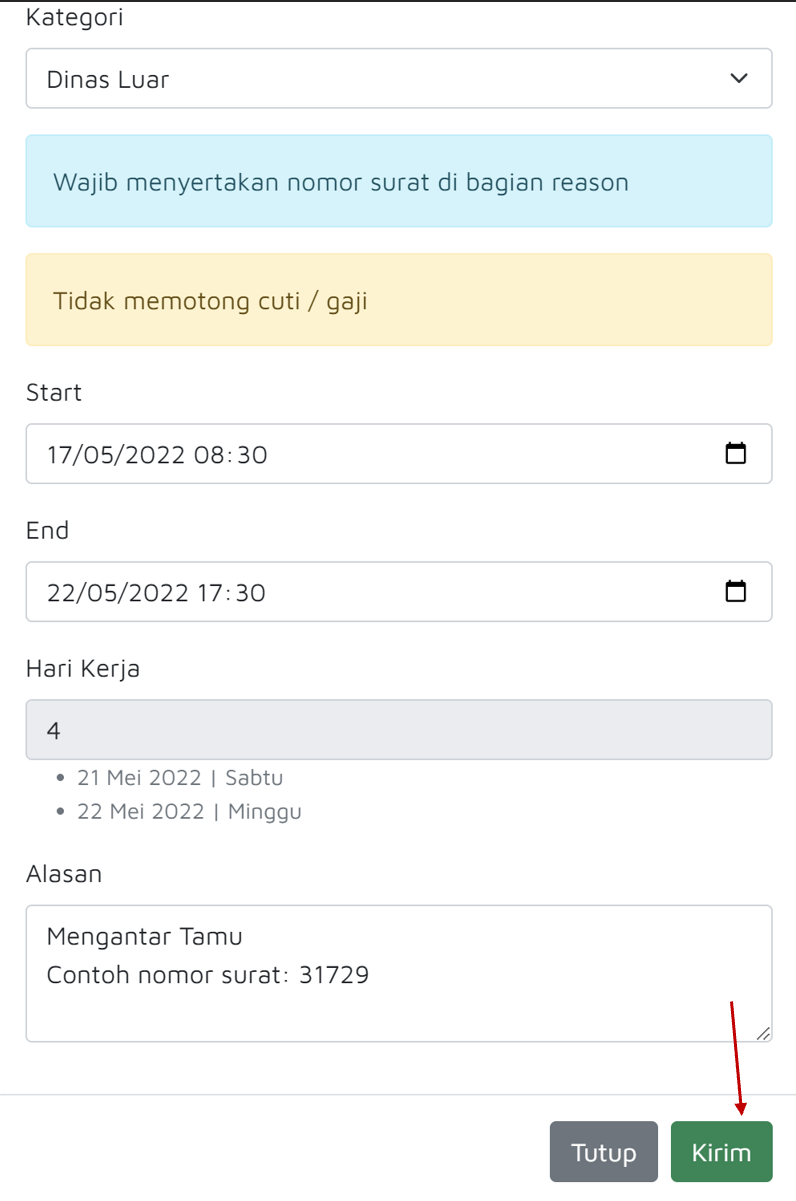 Kategori
Dinas Luar
Wajib menyertakan nomor surat di bagian reason
Tidak memotong cuti / gaji
Start
17/05/2022 08:30
End
22/05/2022 17:30
Hari Kerja
4
• 21 Mei 2022 | Sabtu
• 22 Mei 2022 | Minggu
Alasan
Mengantar Tamu
Contoh nomor surat: 31729
Tutup Kirim